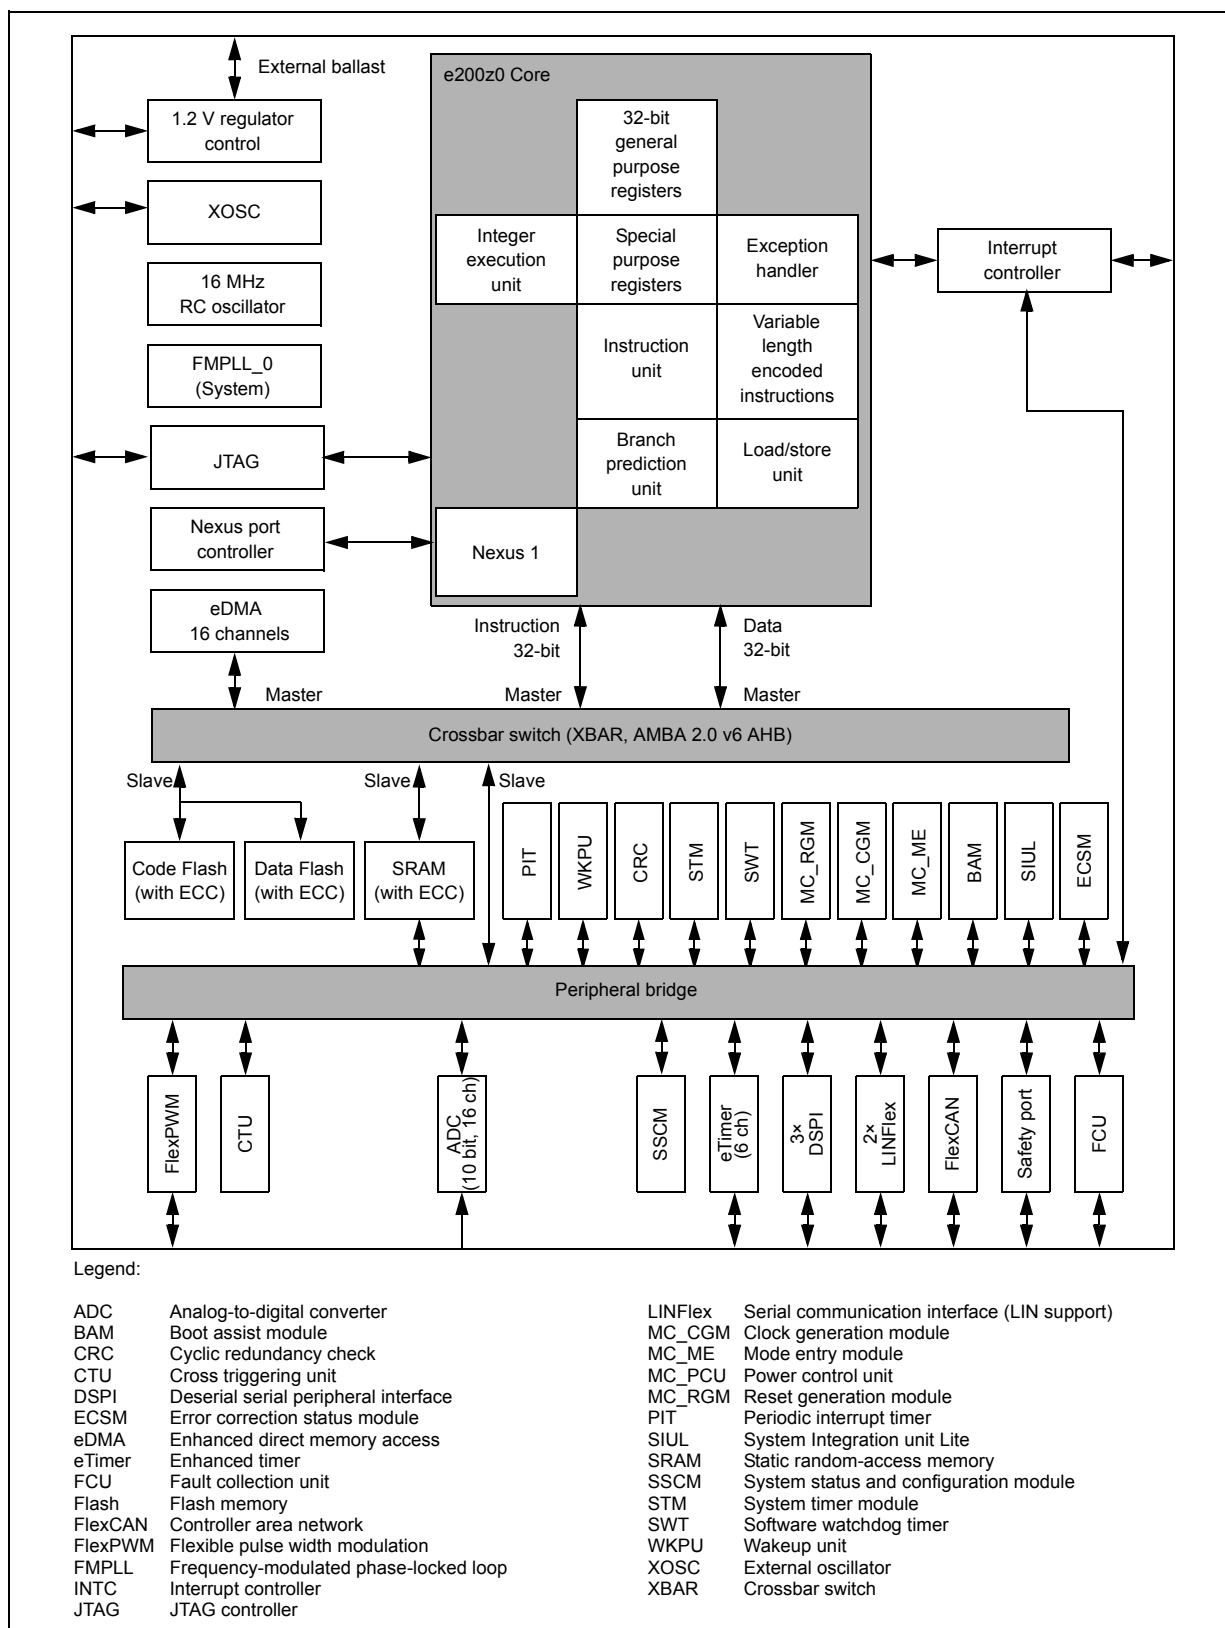 External ballast
e200z0 Core
1.2 V regulator
control
XOSC
16 MHz
RC oscillator
FMPLL_0
(System)
JTAG
Nexus port
controller
eDMA
16 channels
32-bit
general
purpose
registers
Integer
execution
unit
Special
purpose
registers
Exception
handler
Instruction
unit
Variable
length
encoded
instructions
Branch
prediction
unit
Load/store
unit
Nexus 1
Interrupt
controller
Instruction
32-bit
Data
32-bit
Master
Master
Master
Crossbar switch (XBAR, AMBA 2.0 v6 AHB)
Slave
Slave
Slave
Code Flash
(with ECC)
Data Flash
(with ECC)
SRAM
(with ECC)
PIT
WKPU
CRC
STM
SWT
MC_RGM
MC_CGM
MC_ME
BAM
SIUL
ECSM
Peripheral bridge
FlexPWM
CTU
ADC
(10 bit, 16 ch)
SSCM
eTimer
(6 ch)
3×
DSPI
2×
LINFlex
FlexCAN
Safety port
FCU
Legend:
ADC Analog-to-digital converter
BAM Boot assist module
CRC Cyclic redundancy check
CTU Cross triggering unit
DSPI Deserial serial peripheral interface
ECSM Error correction status module
eDMA Enhanced direct memory access
eTimer Enhanced timer
FCU Fault collection unit
Flash Flash memory
FlexCAN Controller area network
FlexPWM Flexible pulse width modulation
FMPLL Frequency-modulated phase-locked loop
INTC Interrupt controller
JTAG JTAG controller
LINFlex Serial communication interface (LIN support)
MC_CGM Clock generation module
MC_ME Mode entry module
MC_PCU Power control unit
MC_RGM Reset generation module
PIT Periodic interrupt timer
SIUL System Integration unit Lite
SRAM Static random-access memory
SSCM System status and configuration module
STM System timer module
SWT Software watchdog timer
WKPU Wakeup unit
XOSC External oscillator
XBAR Crossbar switch